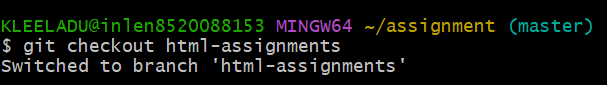 KLEELADU@inlen8520088153 MINGW64 ~/assignment (master)
$ git checkout html-assignments
Switched to branch 'html-assignments'